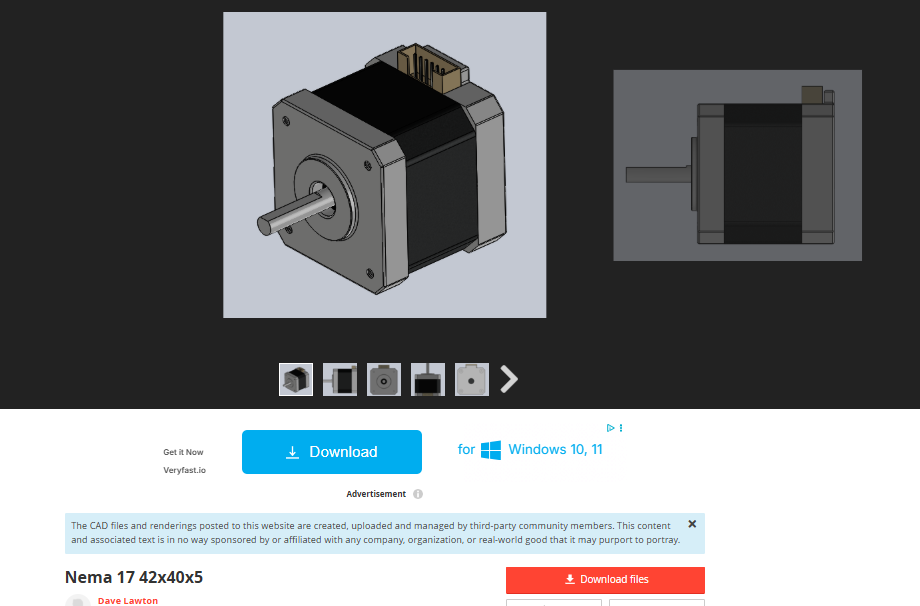 Get it Now
Veryfast.io
Download
for Windows 10, 11
Advertisement
The CAD files and renderings posted to this website are created, uploaded and managed by third-party community members. This content
and associated text is in no way sponsored by or affiliated with any company, organization, or real-world good that it may purport to portray.
Nema 17 42x40x5
Download files
Dave Lawton